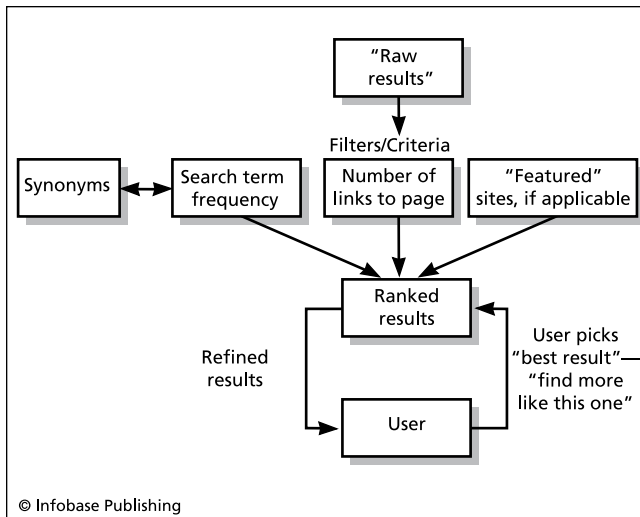 “Raw
results”
Filters/Criteria
Synonyms
Search term
frequency
Number of
links to page
“Featured”
sites, if applicable
Ranked
results
Refined
results
User picks
“best result”—
“find more
like this one”
User
© Infobase Publishing